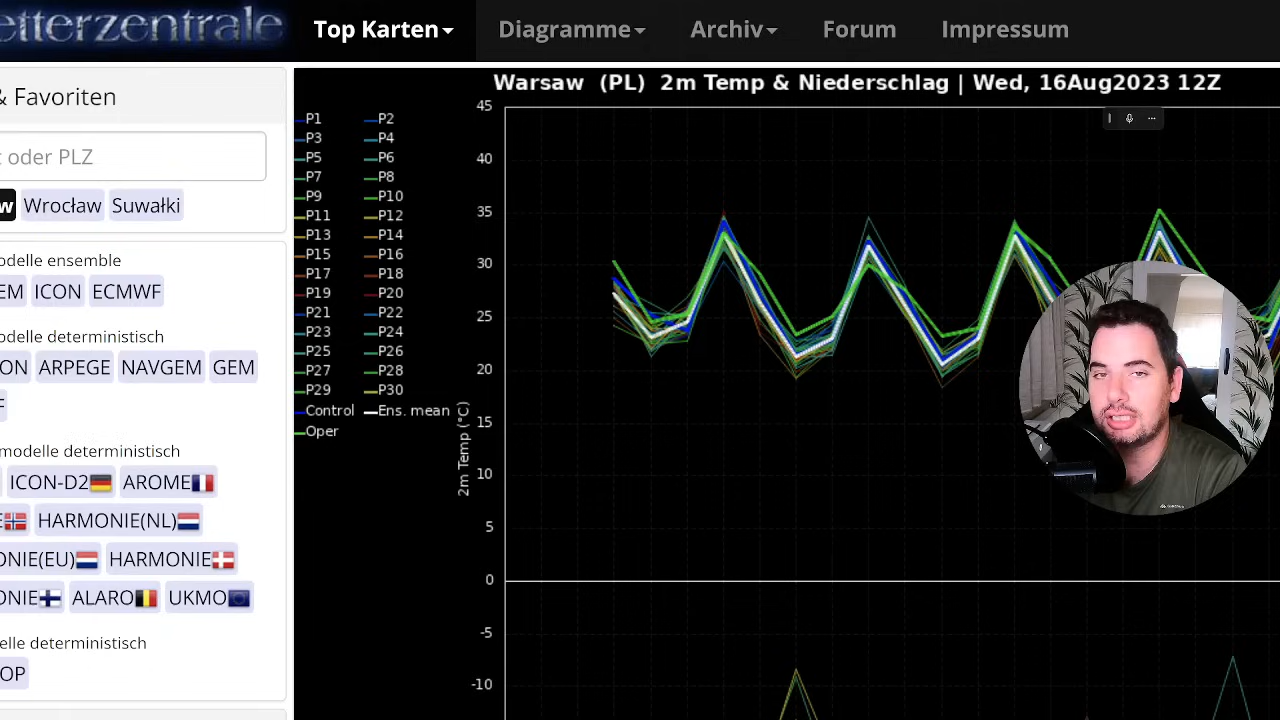 etterzentrale
Top Karten
Diagramme
Archiv
Forum
Impressum
& Favoriten
oder PLZ
w Wrocław Suwałki
odelle ensemble
EM ICON ECMWF
odelle deterministisch
ON ARPEGE NAVGEM GEM
F
modelle deterministisch
ICON-D2 AROME
E HARMONIE(NL)
ONIE(EU) HARMONIE
ONIE ALARO UKMO
elle deterministisch
OP
Warsaw (PL) 2m Temp & Niederschlag | Wed, 16Aug2023 12Z
P1 P2
P3 P4
P5 P6
P7 P8
P9 P10
P11 P12
P13 P14
P15 P16
P17 P18
P19 P20
P21 P22
P23 P24
P25 P26
P27 P28
P29 P30
Control Ens. mean
Oper
2m Temp (°C)
45
40
35
30
25
20
15
10
5
0
-5
-10